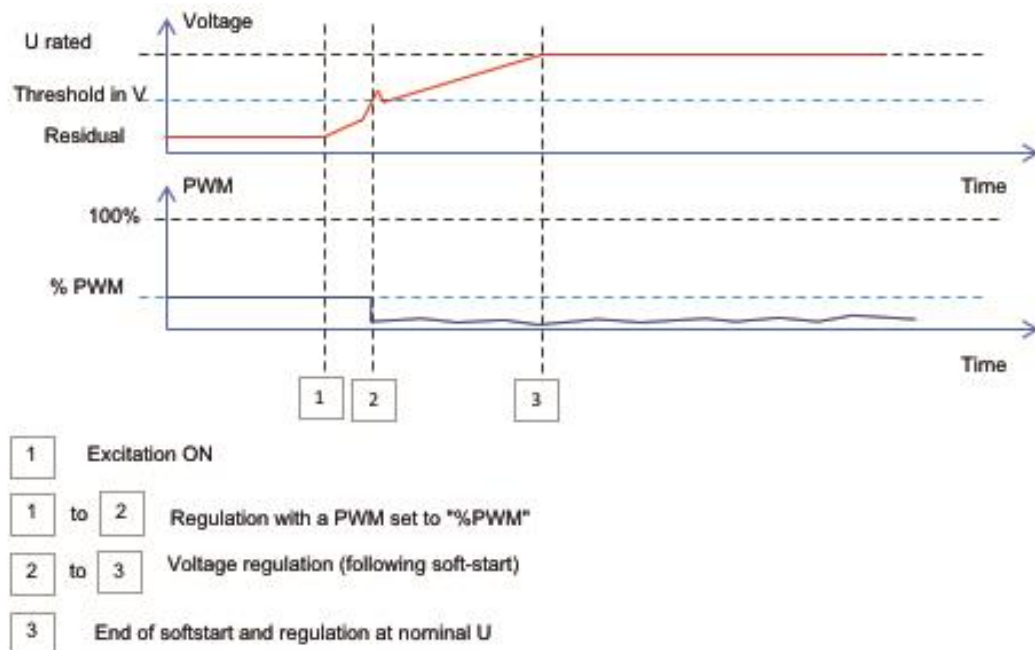 Voltage
U rated
Threshold in V
Residual
Time
PWM
100%
% PWM
Time
1 2 3
1 Excitation ON
1 to 2 Regulation with a PWM set to "%PWM"
2 to 3 Voltage regulation (following soft-start)
3 End of softstart and regulation at nominal U